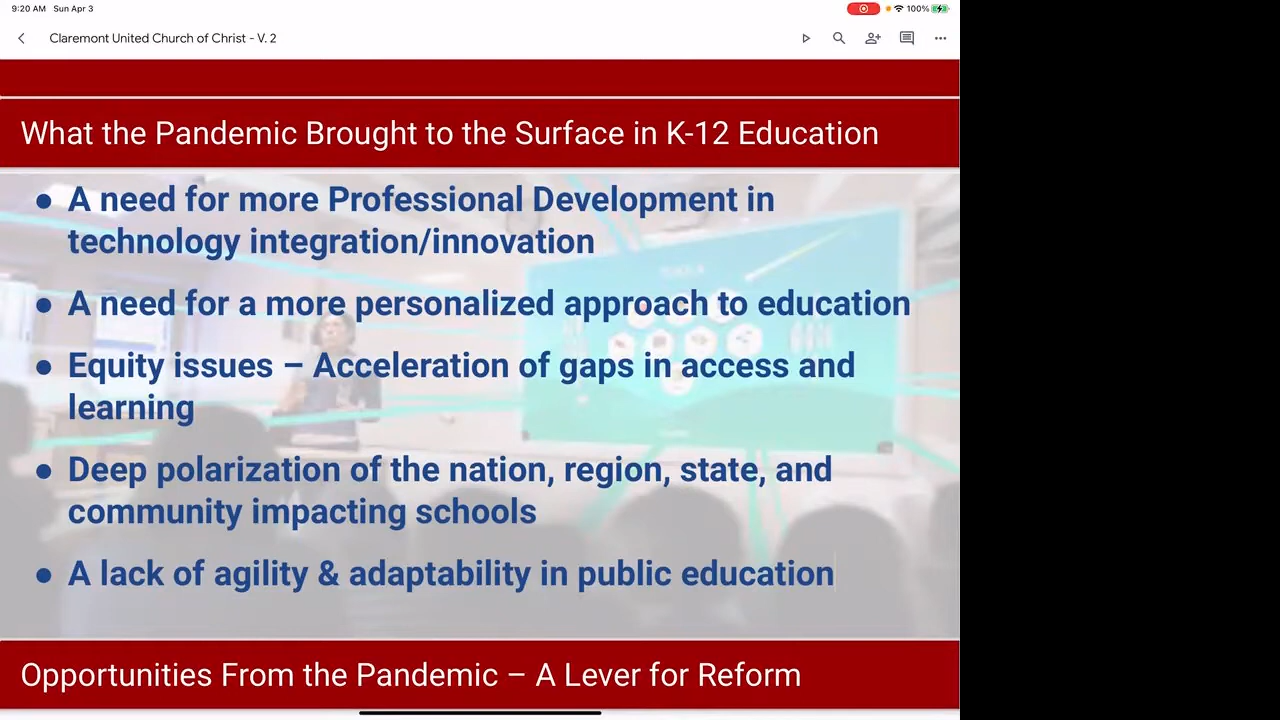 9:20 AM Sun Apr 3
100%
Claremont United Church of Christ - V. 2
What the Pandemic Brought to the Surface in K-12 Education
● A need for more Professional Development in
technology integration/innovation
● A need for a more personalized approach to education
● Equity issues – Acceleration of gaps in access and
learning
● Deep polarization of the nation, region, state, and
community impacting schools
● A lack of agility & adaptability in public education
Opportunities From the Pandemic – A Lever for Reform